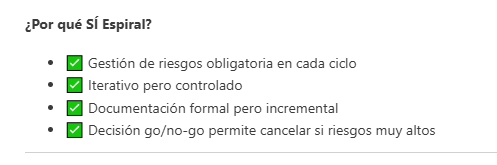 ¿Por qué SÍ Espiral?
• ✅ Gestión de riesgos obligatoria en cada ciclo
• ✅ Iterativo pero controlado
• ✅ Documentación formal pero incremental
• ✅ Decisión go/no-go permite cancelar si riesgos muy altos